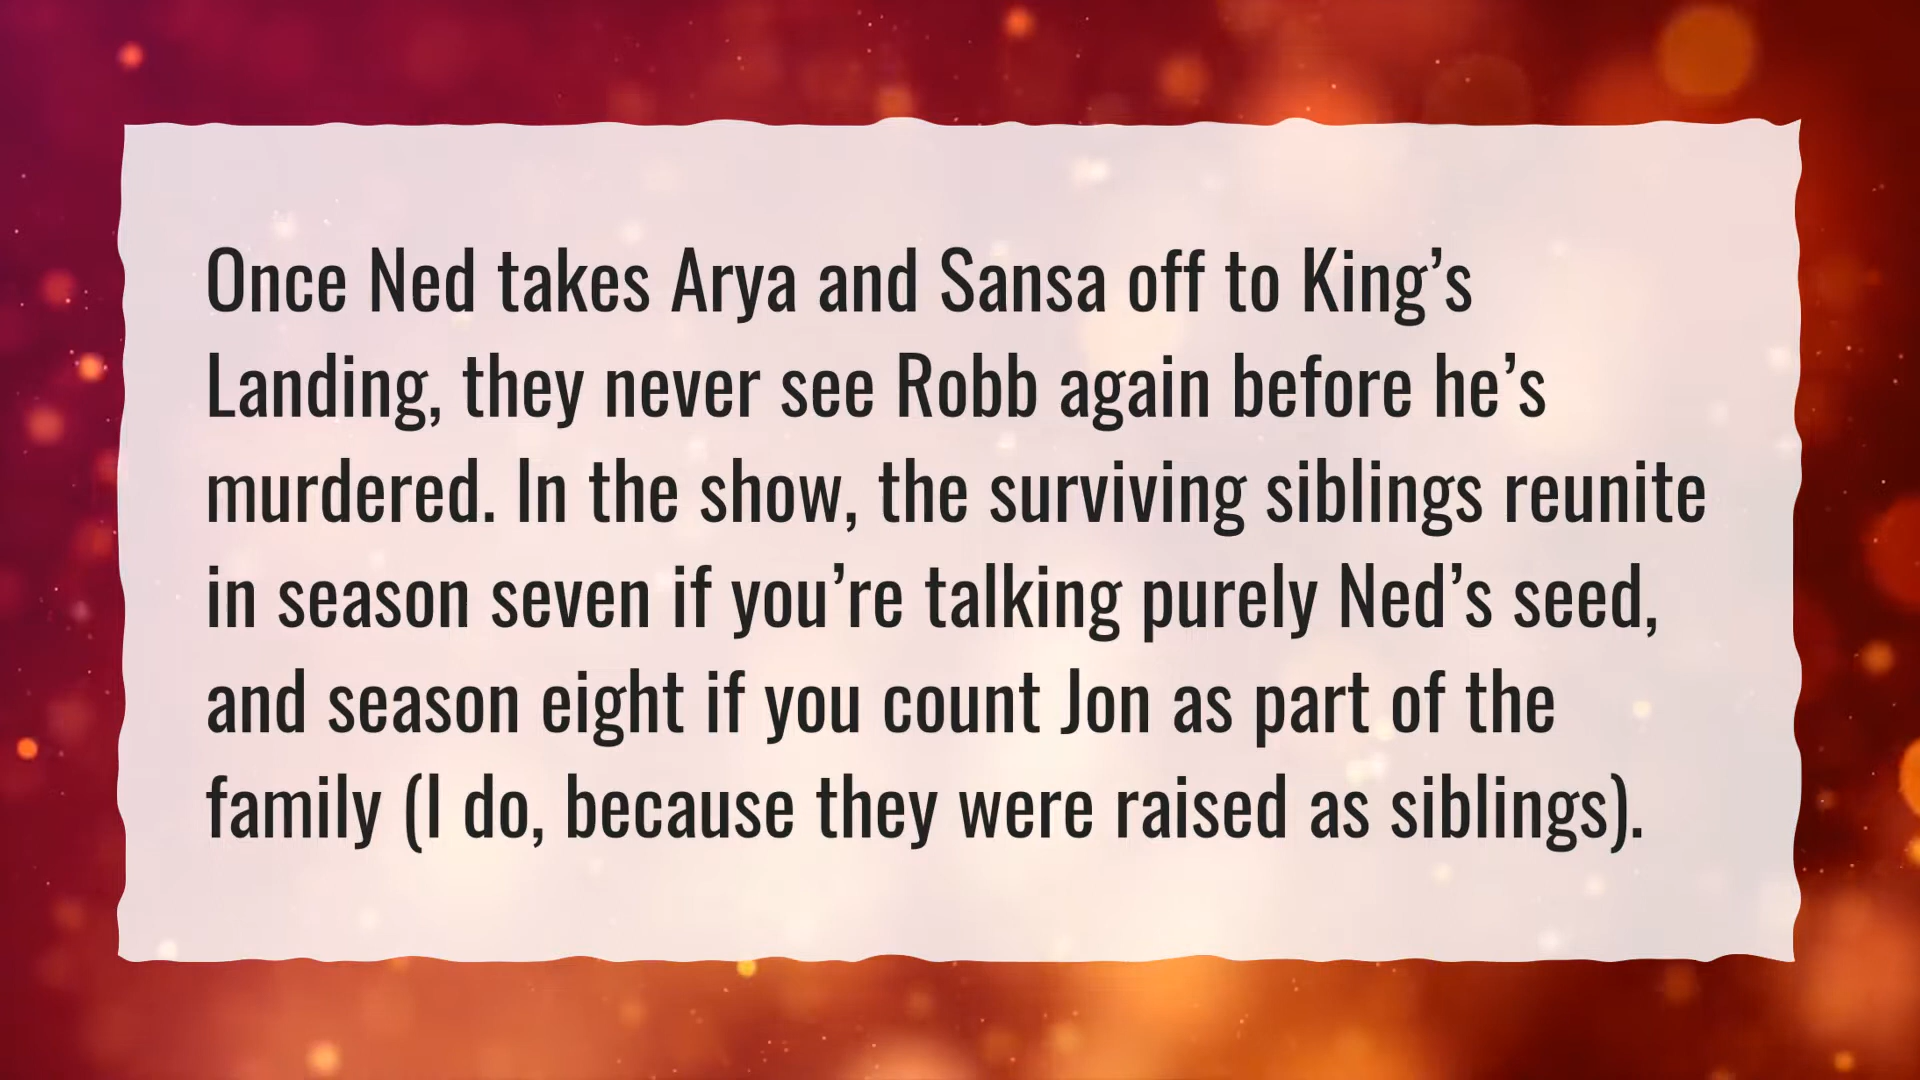 Once Ned takes Arya and Sansa off to King’s
Landing, they never see Robb again before he’s
murdered. In the show, the surviving siblings reunite
in season seven if you’re talking purely Ned’s seed,
and season eight if you count Jon as part of the
family (I do, because they were raised as siblings).